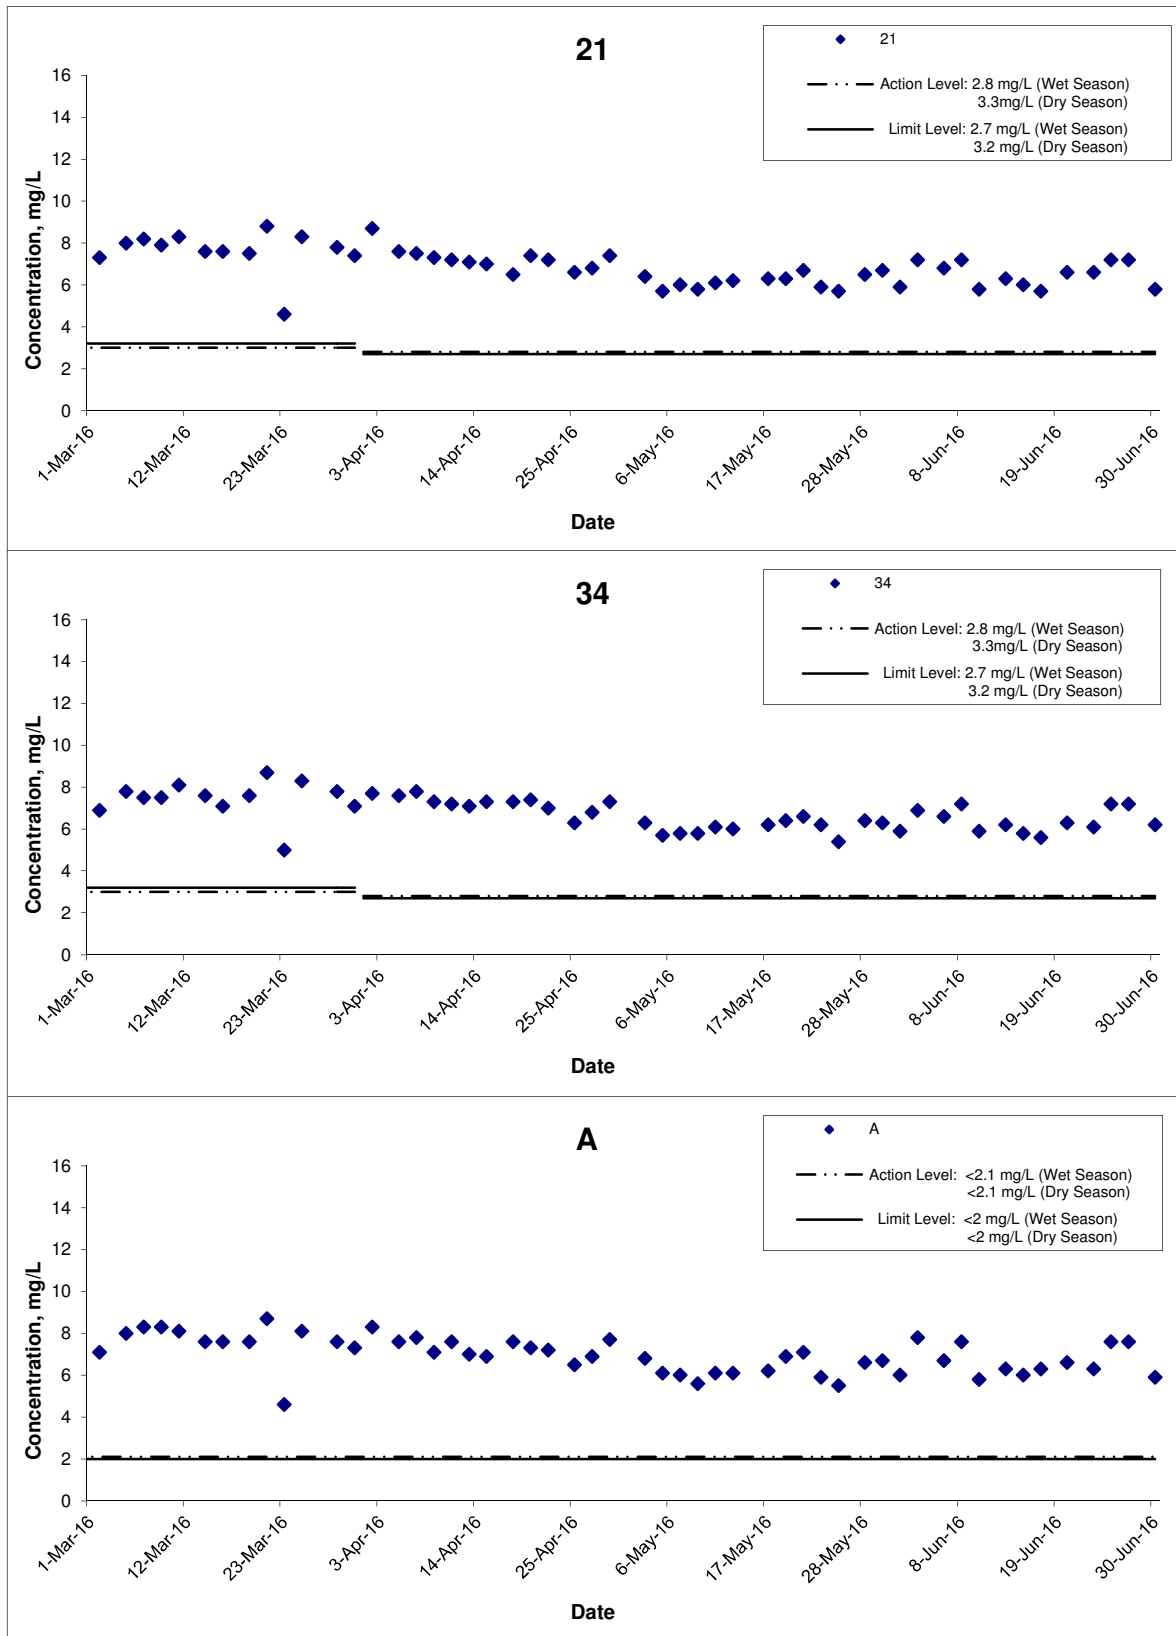 21
21
Action Level: 2.8 mg/L (Wet Season)
3.3mg/L (Dry Season)
Limit Level: 2.7 mg/L (Wet Season)
3.2 mg/L (Dry Season)
Concentration, mg/L
16
14
12
10
8
6
4
2
0
1-Mar-16
12-Mar-16
23-Mar-16
3-Apr-16
14-Apr-16
25-Apr-16
6-May-16
17-May-16
28-May-16
8-Jun-16
19-Jun-16
30-Jun-16
Date
34
34
Action Level: 2.8 mg/L (Wet Season)
3.3mg/L (Dry Season)
Limit Level: 2.7 mg/L (Wet Season)
3.2 mg/L (Dry Season)
Concentration, mg/L
16
14
12
10
8
6
4
2
0
1-Mar-16
12-Mar-16
23-Mar-16
3-Apr-16
14-Apr-16
25-Apr-16
6-May-16
17-May-16
28-May-16
8-Jun-16
19-Jun-16
30-Jun-16
Date
A
A
Action Level: <2.1 mg/L (Wet Season)
<2.1 mg/L (Dry Season)
Limit Level: <2 mg/L (Wet Season)
<2 mg/L (Dry Season)
Concentration, mg/L
16
14
12
10
8
6
4
2
0
1-Mar-16
12-Mar-16
23-Mar-16
3-Apr-16
14-Apr-16
25-Apr-16
6-May-16
17-May-16
28-May-16
8-Jun-16
19-Jun-16
30-Jun-16
Date